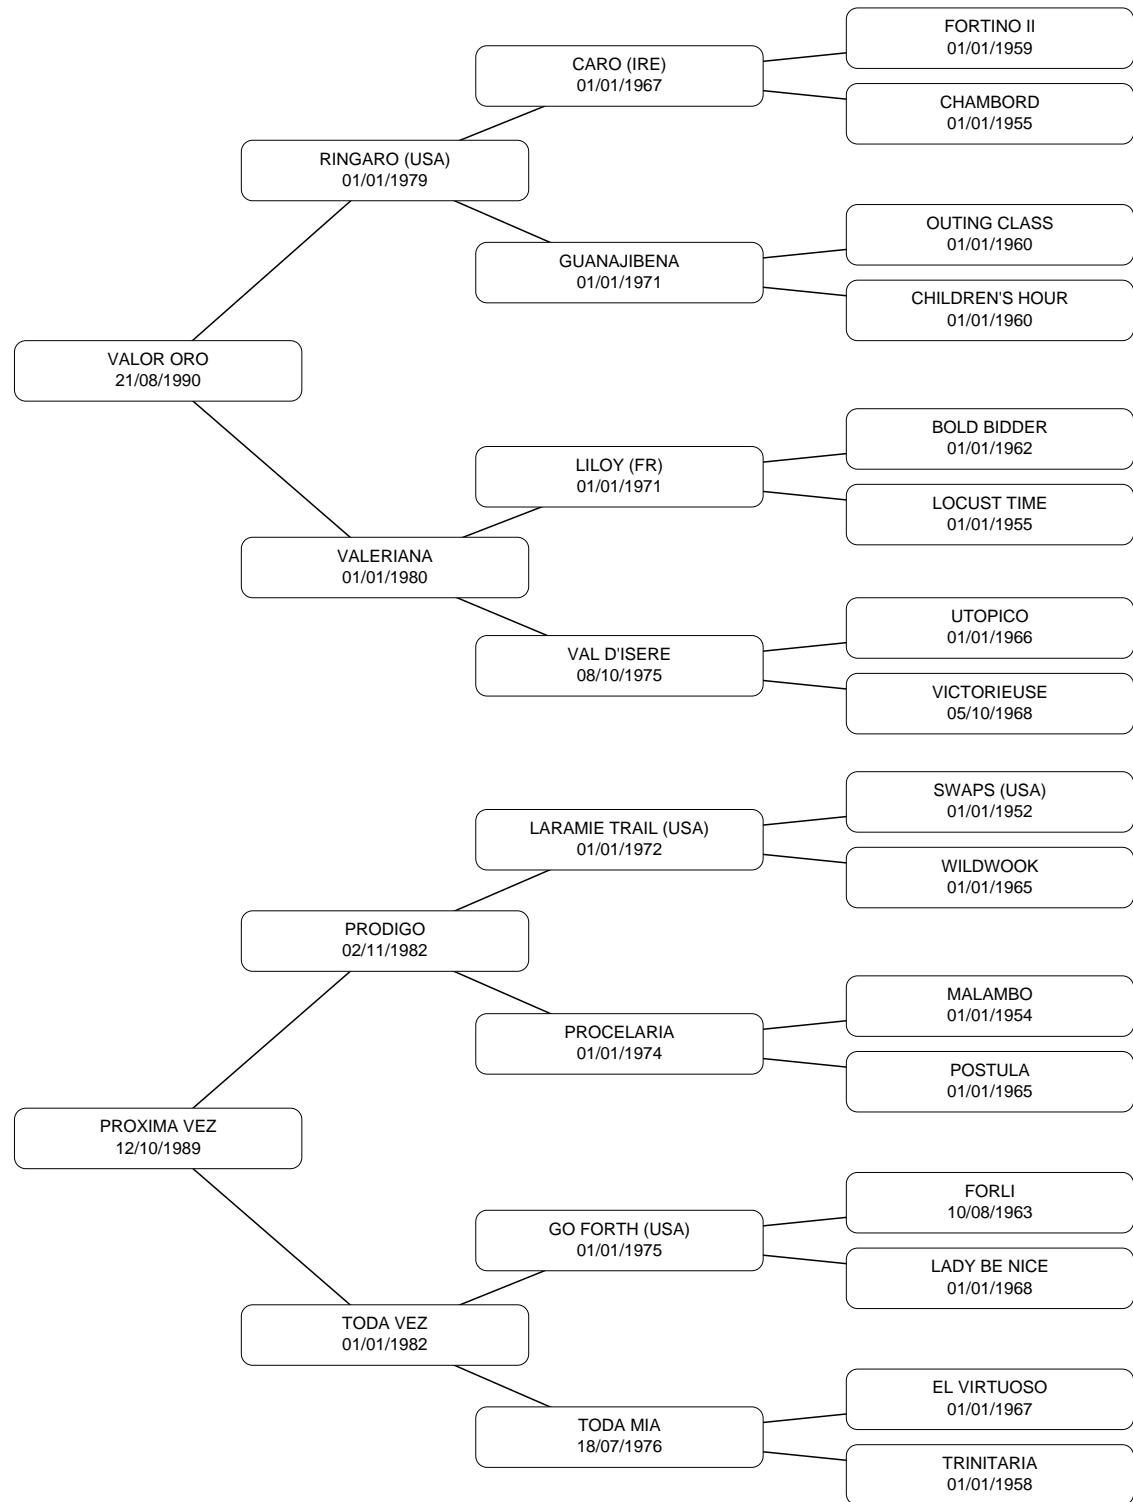 FORTINO II
01/01/1959
CARO (IRE)
01/01/1967
CHAMBORD
01/01/1955
RINGARO (USA)
01/01/1979
OUTING CLASS
01/01/1960
GUANAJIBENA
01/01/1971
CHILDREN'S HOUR
01/01/1960
VALOR ORO
21/08/1990
BOLD BIDDER
01/01/1962
LILOY (FR)
01/01/1971
LOCUST TIME
01/01/1955
VALERIANA
01/01/1980
UTOPICO
01/01/1966
VAL D'ISERE
08/10/1975
VICTORIEUSE
05/10/1968
SWAPS (USA)
01/01/1952
LARAMIE TRAIL (USA)
01/01/1972
WILDWOOK
01/01/1965
PRODIGO
02/11/1982
MALAMBO
01/01/1954
PROCELARIA
01/01/1974
POSTULA
01/01/1965
PROXIMA VEZ
12/10/1989
FORLI
10/08/1963
GO FORTH (USA)
01/01/1975
LADY BE NICE
01/01/1968
TODA VEZ
01/01/1982
EL VIRTUOSO
01/01/1967
TODA MIA
18/07/1976
TRINITARIA
01/01/1958